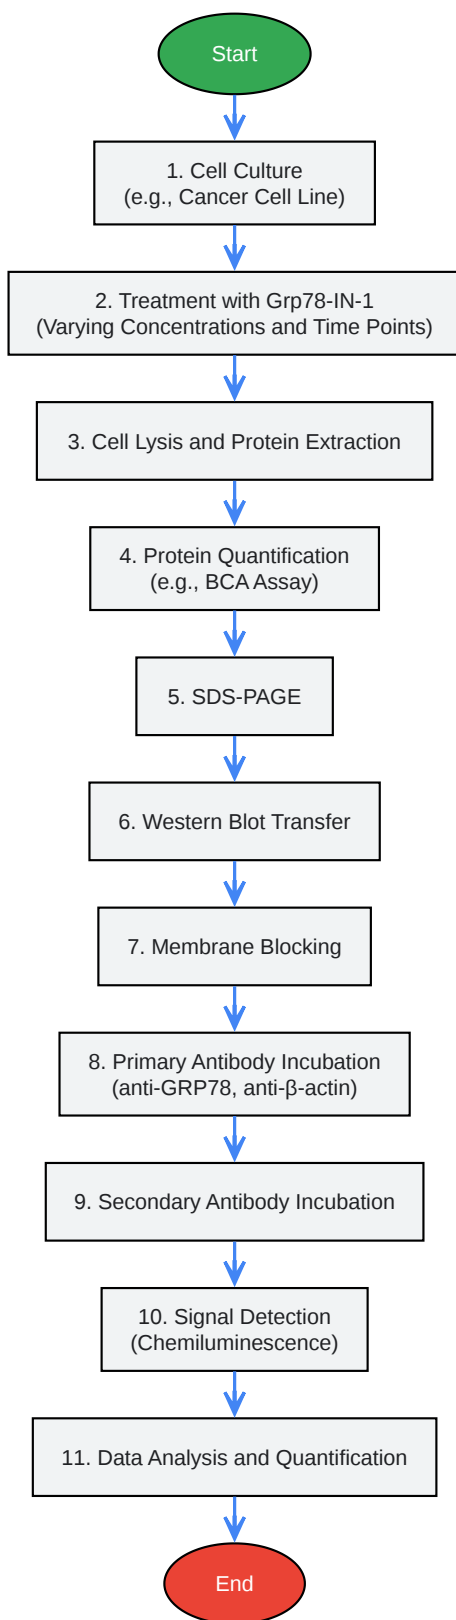 Start
1. Cell Culture
(e.g., Cancer Cell Line)
2. Treatment with Grp78-IN-1
(Varying Concentrations and Time Points)
3. Cell Lysis and Protein Extraction
4. Protein Quantification
(e.g., BCA Assay)
5. SDS-PAGE
6. Western Blot Transfer
7. Membrane Blocking
8. Primary Antibody Incubation
(anti-GRP78, anti-β-actin)
9. Secondary Antibody Incubation
10. Signal Detection
(Chemiluminescence)
11. Data Analysis and Quantification
End